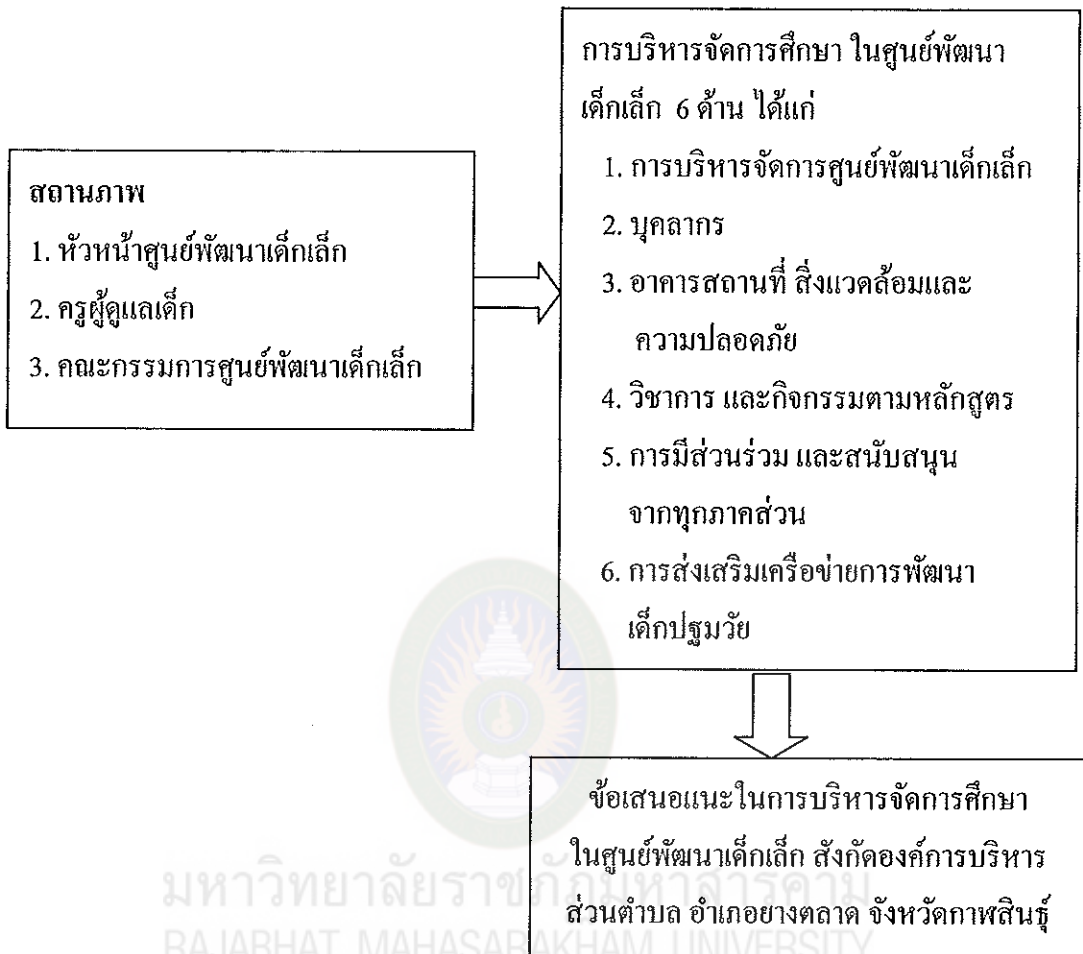 สถานภาพ
1. หัวหน้าศูนย์พัฒนาเด็กเล็ก
2. ครูผู้ดูแลเด็ก
3. คณะกรรมการศูนย์พัฒนาเด็กเล็ก
การบริหารจัดการศึกษา ในศูนย์พัฒนา
เด็กเล็ก 6 ด้าน ได้แก่
1. การบริหารจัดการศูนย์พัฒนาเด็กเล็ก
2. บุคลากร
3. อาคารสถานที่ สิ่งแวดล้อมและ
ความปลอดภัย
4. วิชาการ และกิจกรรมตามหลักสูตร
5. การมีส่วนร่วม และสนับสนุน
จากทุกภาคส่วน
6. การส่งเสริมเครือข่ายการพัฒนา
เด็กปฐมวัย
ข้อเสนอแนะในการบริหารจัดการศึกษา
ในศูนย์พัฒนาเด็กเล็ก สังกัดองค์การบริหาร
ส่วนตำบล อำเภอยางตลาด จังหวัดกาฬสินธุ์
มหาวิทยาลัยราชภัฏมหาสารคาม
RAJABHAT MAHASARAKHAM UNIVERSITY